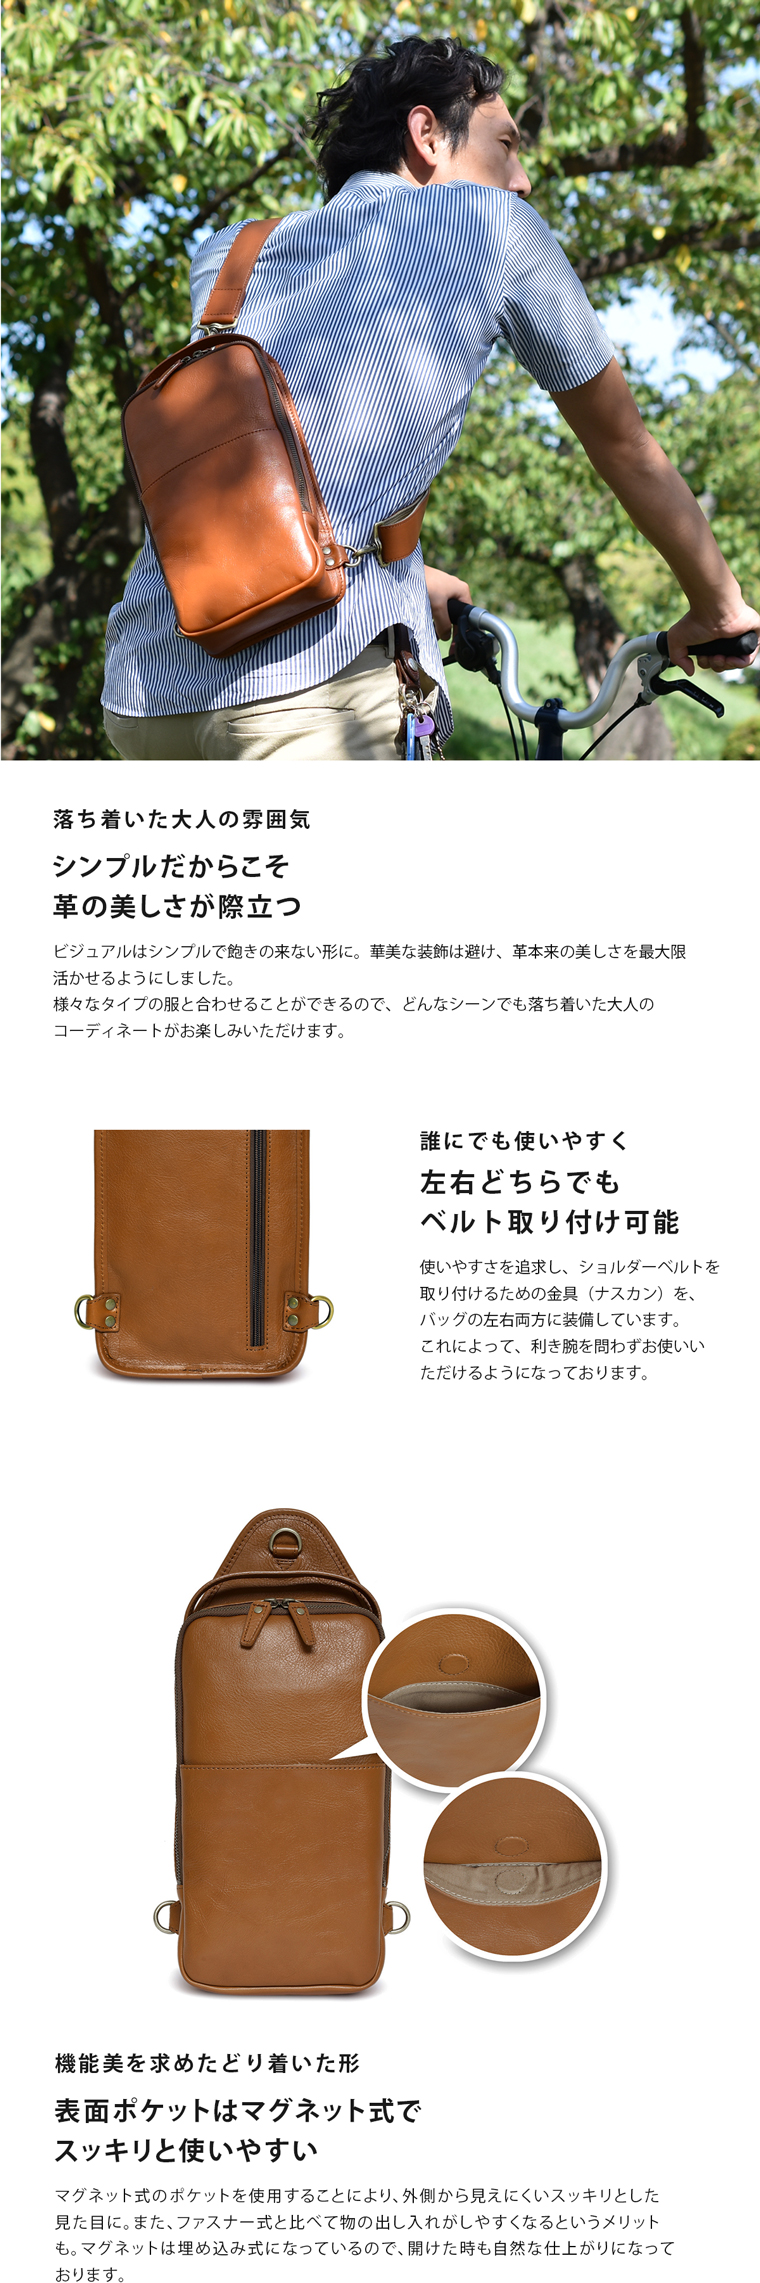 落ち着いた大人の雰囲気
シンプルだからこそ
革の美しさが際立つ
ビジュアルはシンプルで飽きの来ない形に。華美な装飾は避け、革本来の美しさを最大限
活かせるようにしました。
様々なタイプの服と合わせることができるので、どんなシーンでも落ち着いた大人の
コーディネートがお楽しみいただけます。
誰にでも使いやすく
左右どちらでも
ベルト取り付け可能
使いやすさを追求し、ショルダーベルトを
取り付けるための金具（ナスカン）を、
バッグの左右両方に装備しています。
これによって、利き腕を問わずお使いい
ただけるようになっております。
機能美を求めたどり着いた形
表面ポケットはマグネット式で
スッキリと使いやすい
マグネット式のポケットを使用することにより、外側から見えにくいスッキリとした
見た目に。また、ファスナー式と比べて物の出し入れがしやすくなるというメリット
も。マグネットは埋め込み式になっているので、開けた時も自然な仕上がりになって
おります。